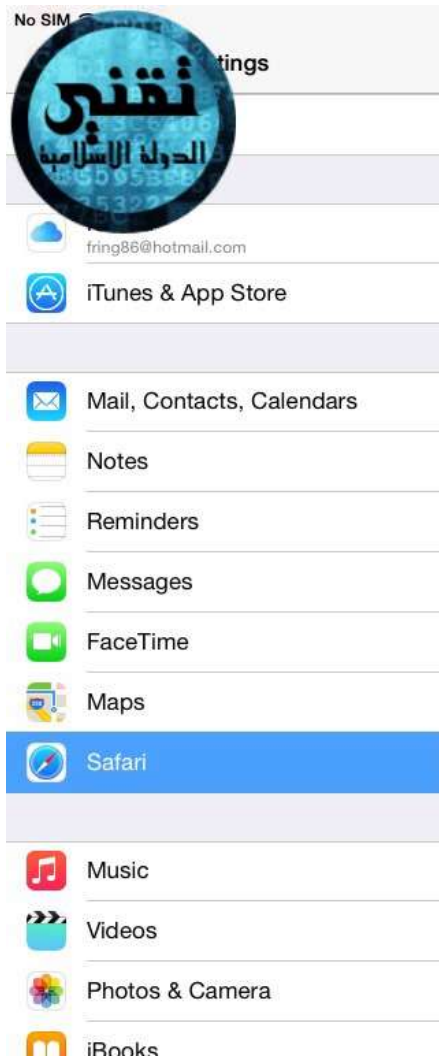 No SIM
tings
تقني
الدولة الاسلامية
fring86@hotmail.com
iTunes & App Store
Mail, Contacts, Calendars
Notes
Reminders
Messages
FaceTime
Maps
Safari
Music
Videos
Photos & Camera
iBooks